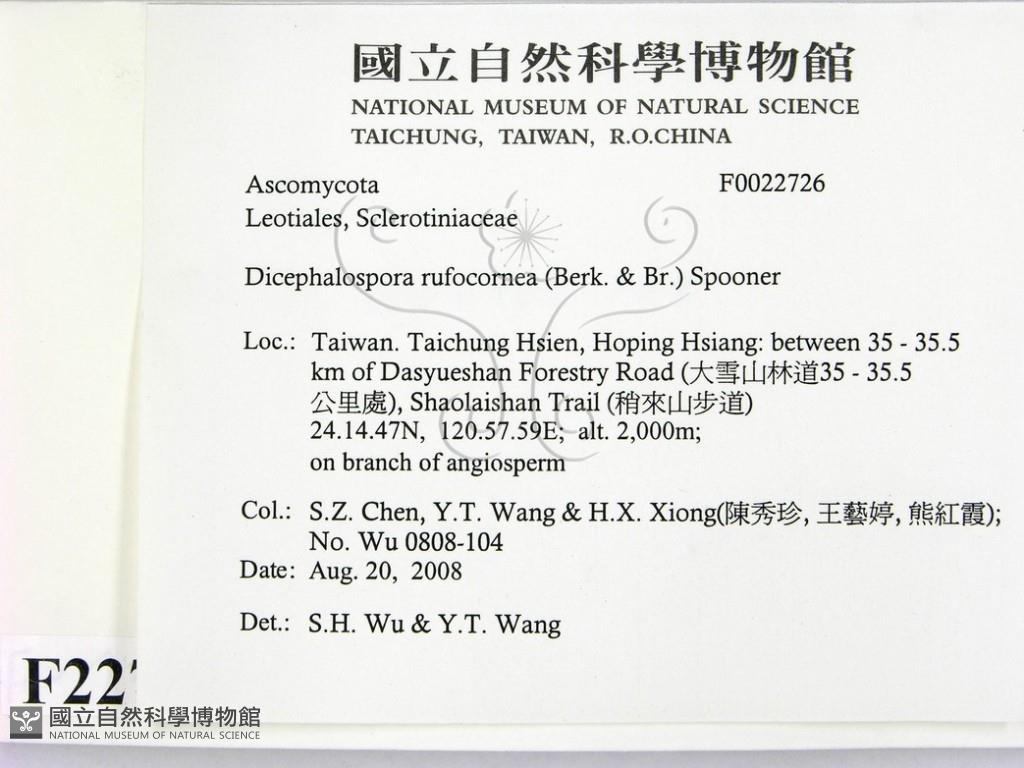 國立自然科學博物館
NATIONAL MUSEUM OF NATURAL SCIENCE
TAICHUNG, TAIWAN, R.O.CHINA
Ascomycota F0022726
Leotiales, Sclerotiniaceae
Dicephalospora rufocornea (Berk. & Br.) Spooner
Loc.: Taiwan. Taichung Hsien, Hoping Hsiang: between 35 - 35.5
km of Dasyueshan Forestry Road (大雪山林道35 - 35.5
公里處), Shaolaishan Trail (稍來山步道)
24.14.47N, 120.57.59E; alt. 2,000m;
on branch of angiosperm
Col.: S.Z. Chen, Y.T. Wang & H.X. Xiong(陳秀珍, 王藝婷, 熊紅霞);
No. Wu 0808-104
Date: Aug. 20, 2008
Det.: S.H. Wu & Y.T. Wang
F227
國立自然科學博物館
NATIONAL MUSEUM OF NATURAL SCIENCE